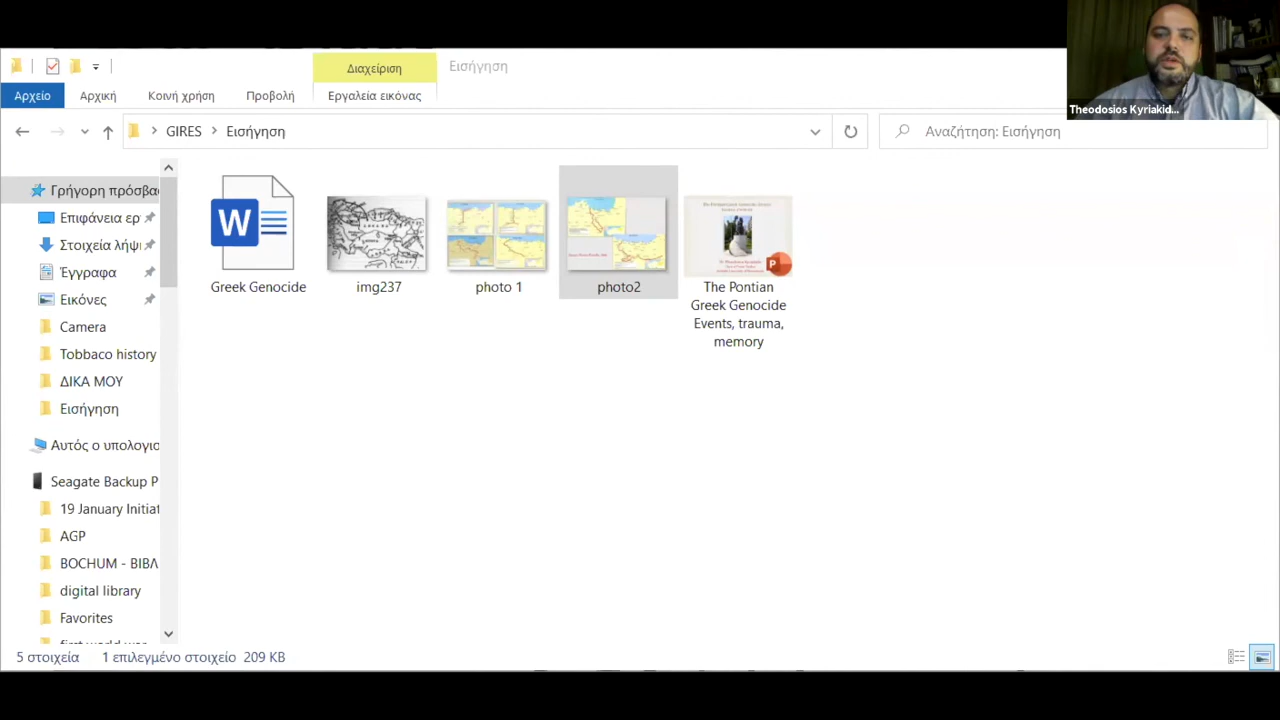 Διαχείριση
Εισήγηση
Αρχείο
Αρχική
Κοινή χρήση
Προβολή
Εργαλεία εικόνας
Theodosios Kyriakid...
GIRES
Εισήγηση
Αναζήτηση: Εισήγηση
Γρήγορη πρόσβα
Επιφάνεια ερ
Στοιχεία λήψ
Έγγραφα
Εικόνες
Camera
Tobbaco history
ΔΙΚΑ ΜΟΥ
Εισήγηση
Αυτός ο υπολογισ
Seagate Backup P
19 January Initiat
AGP
BOCHUM - ΒΙΒΛ
digital library
Favorites
W
Greek Genocide
img237
photo 1
photo2
P
The Pontian
Greek Genocide
Events, trauma,
memory
5 στοιχεία
1 επιλεγμένο στοιχείο 209 KB